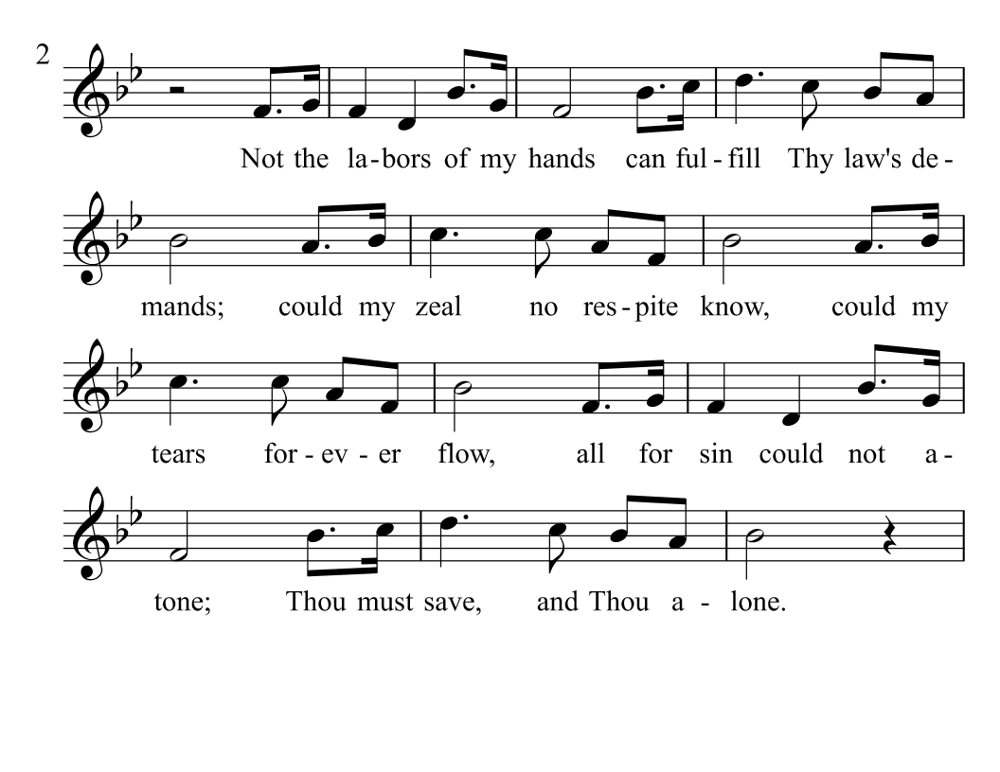 2
Not the la-bors of my hands can ful-fill Thy law's de-
mands; could my zeal no res-pite know, could my
tears for-ev-er flow, all for sin could not a-
tone; Thou must save, and Thou a-lone.